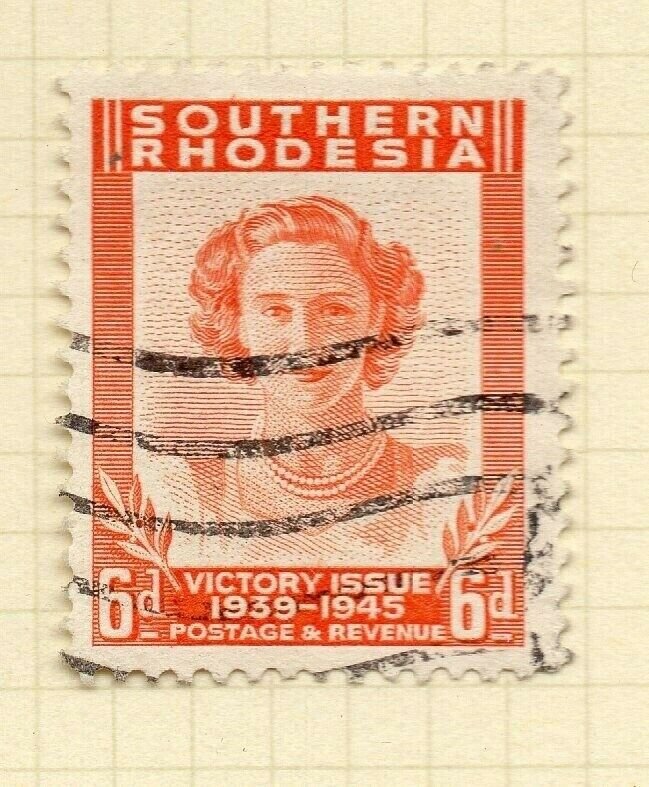 SOUTHERN
RHODESIA
6d. VICTORY ISSUE 6d.
1939-1945
POSTAGE & REVENUE